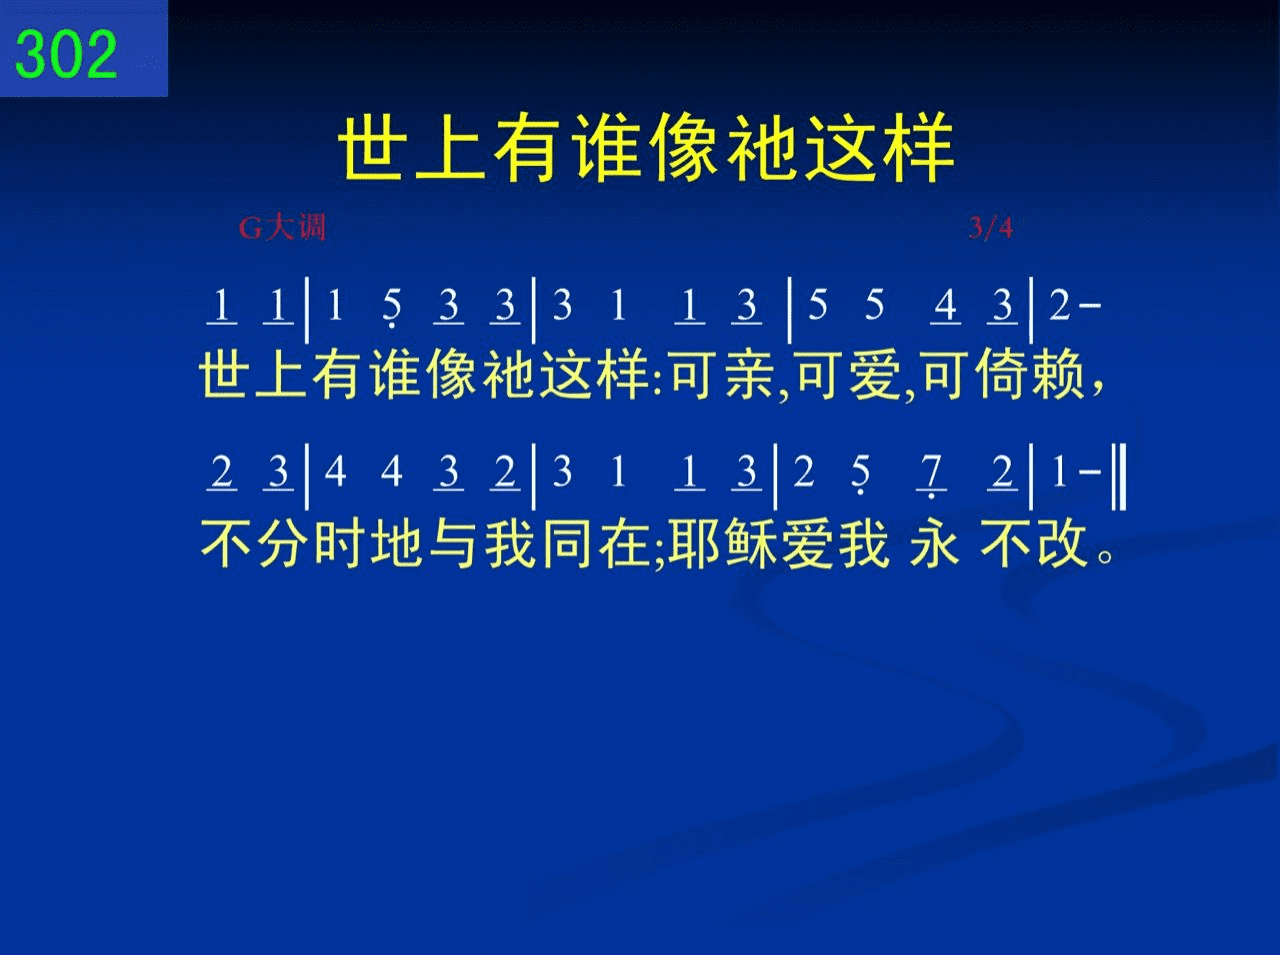 302
世上有谁像祂这样
G大调 3/4
1 1|1 5̣ 3 3|3 1 1 3|5 5 4 3|2－
世上有谁像祂这样:可亲,可爱,可倚赖，
2 3|4 4 3 2|3 1 1 3|2 5̣ 7̣ 2|1－‖
不分时地与我同在;耶稣爱我 永 不改。